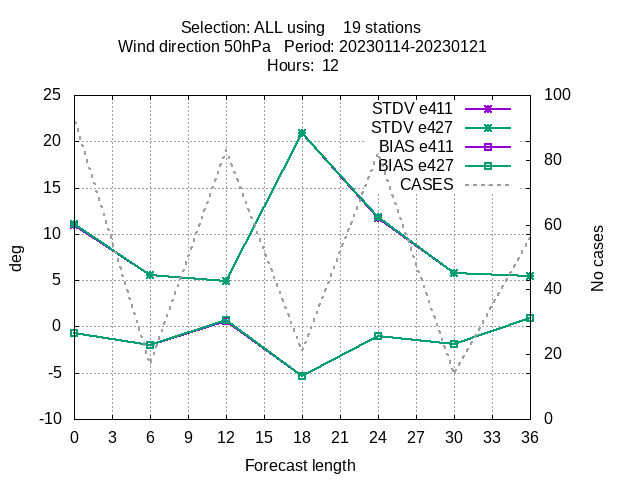 Selection: ALL using    19 stations
Wind direction 50hPa   Period: 20230114-20230121
Hours:  12
STDV e411
STDV e427
BIAS e411
BIAS e427
CASES
25
20
15
10
5
0
-5
-10
deg
100
80
60
40
20
0
No cases
0 3 6 9 12 15 18 21 24 27 30 33 36
Forecast length